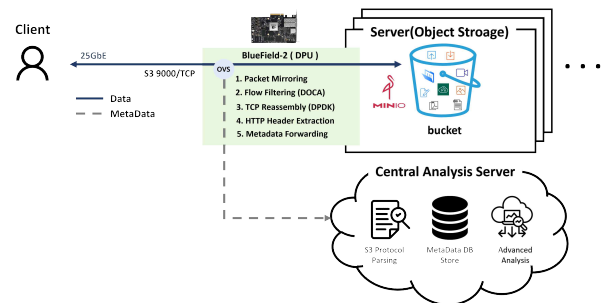 Client
25GbE
S3 9000/TCP
BlueField-2 ( DPU )
OVS
1. Packet Mirroring
2. Flow Filtering (DOCA)
3. TCP Reassembly (DPDK)
4. HTTP Header Extraction
5. Metadata Forwarding
Server(Object Stroage)
MINIO
bucket
Data
MetaData
Central Analysis Server
S3 Protocol
Parsing
MetaData DB
Store
Advanced
Analysis